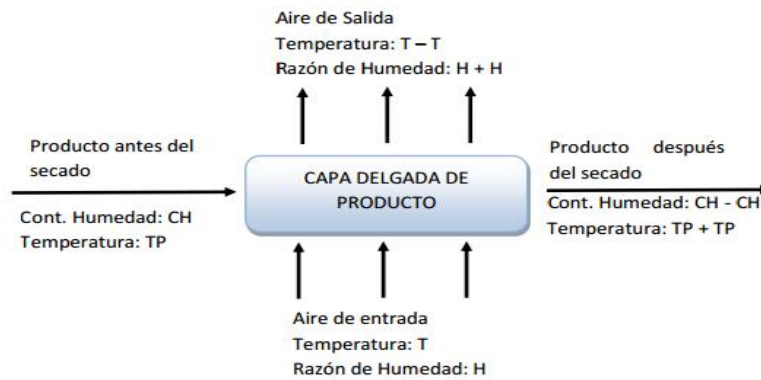 Aire de Salida
Temperatura: T – T
Razón de Humedad: H + H
Producto antes del
secado
Cont. Humedad: CH
Temperatura: TP
CAPA DELGADA DE
PRODUCTO
Producto después
del secado
Cont. Humedad: CH - CH
Temperatura: TP + TP
Aire de entrada
Temperatura: T
Razón de Humedad: H